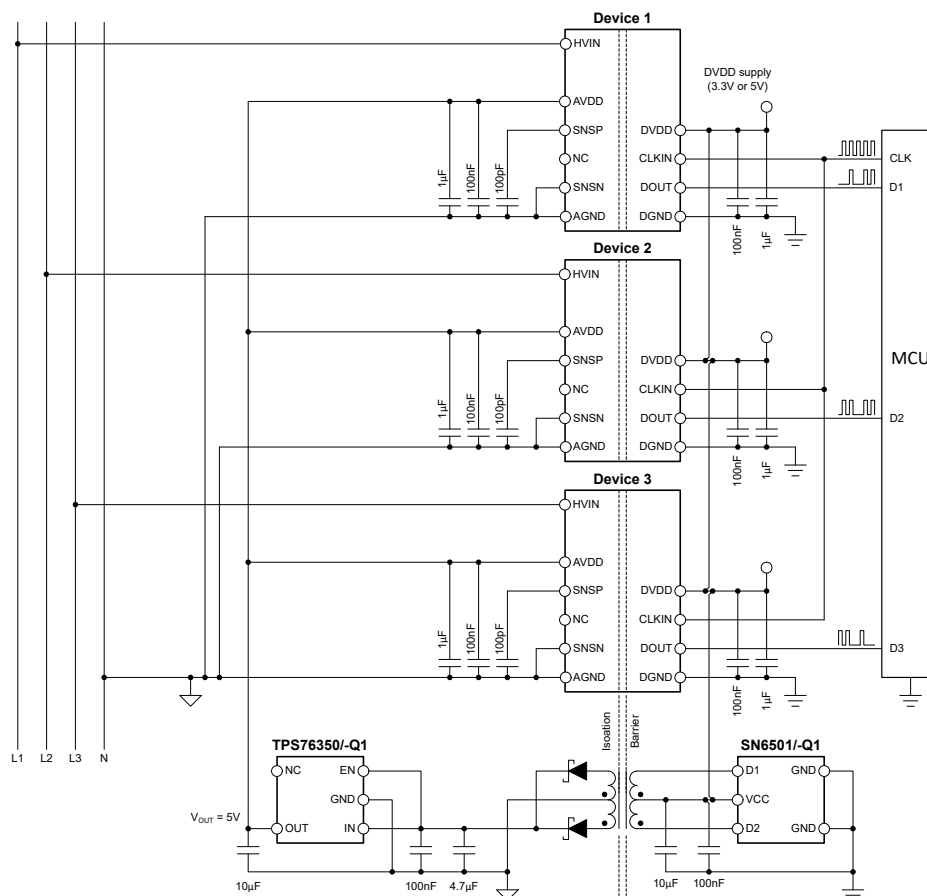 Device 1
HVIN
DVDD supply
(3.3V or 5V)
AVDD
SNSP
NC
SNSN
AGND
DVDD
CLKIN
DOUT
DGND
1µF
100nF
100pF
100nF
1µF
CLK
D1
Device 2
HVIN
AVDD
SNSP
NC
SNSN
AGND
DVDD
CLKIN
DOUT
DGND
1µF
100nF
100pF
100nF
1µF
MCU
D2
Device 3
HVIN
AVDD
SNSP
NC
SNSN
AGND
DVDD
CLKIN
DOUT
DGND
1µF
100nF
100pF
100nF
1µF
D3
L1
L2
L3
N
TPS76350/-Q1
NC
EN
GND
OUT
IN
VOUT = 5V
10µF
100nF
4.7µF
Isoation
Barrier
SN6501/-Q1
D1
GND
VCC
D2
GND
10µF
100nF